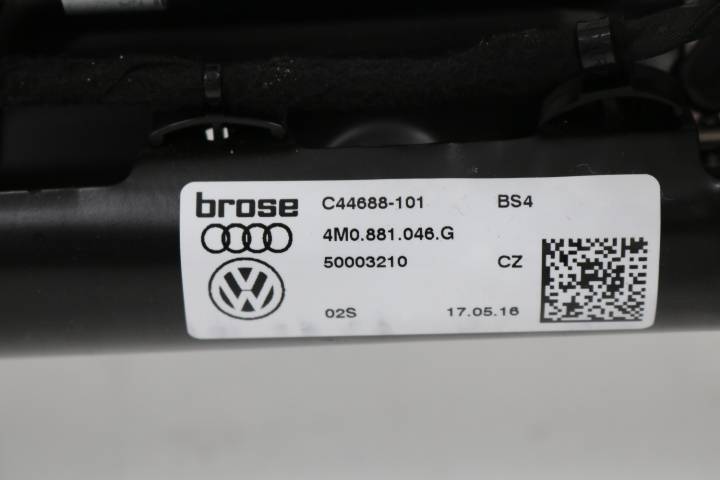 brose C44688-101 BS4
4M0.881.046.G
50003210 CZ
02S 17.05.16